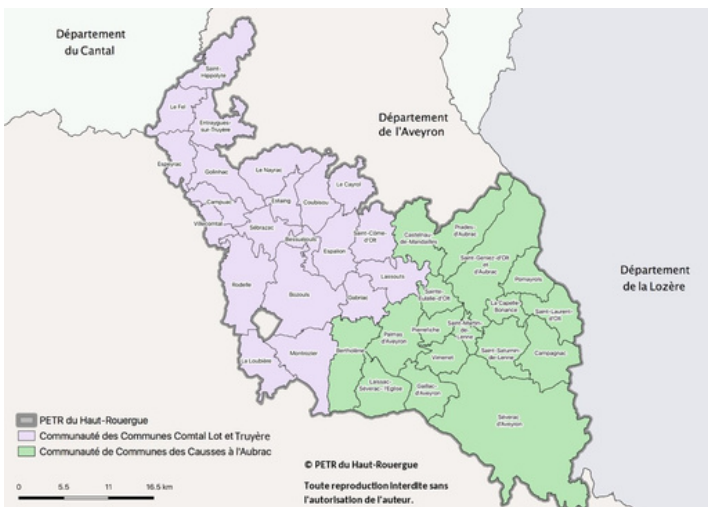 Département
du Cantal
Saint-
Hippolyte
Le Fel
Entraygues-
sur-Truyère
Département
de l'Aveyron
Espeyrac
Golinhac
Le Nayrac
Le Cayrol
Campuac
Estaing
Coubisou
Villecomtal
Sébrazac
Bessuéjouls
Espalion
Saint-Côme-
d'Olt
Castelnau-
de-Mandailles
Prades-
d'Aubrac
Saint-Geniez-d'Olt
et
d'Aubrac
Pomayrols
Département
de la Lozère
Rodelle
Bozouls
Gabriac
Lassouts
Sainte-
Eulalie-d'Olt
La Capelle
Bonance
Saint-Laurent-
d'Olt
La Loubière
Montrozier
Bertholène
Palmas
d'Aveyron
Pierrefiche
Saint-Martin
de
Lenne
Vimenet
Saint-Saturnin
de-Lenne
Campagnac
Laissac-
Sévérac-l'Eglise
Gaillac-
d'Aveyron
Sévérac
d'Aveyron
PETR du Haut-Rouergue
Communauté des Communes Comtal Lot et Truyère
Communauté de Communes des Causses à l'Aubrac
0 5.5 11 16.5 km
© PETR du Haut-Rouergue
Toute reproduction interdite sans
l'autorisation de l'auteur.